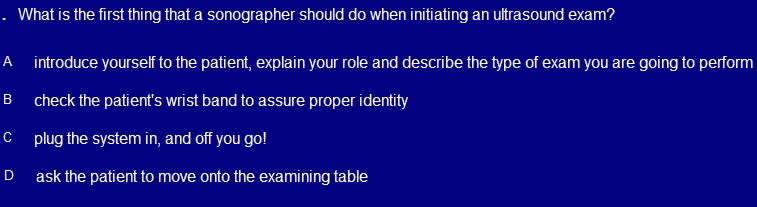 . What is the first thing that a sonographer should do when initiating an ultrasound exam?
A introduce yourself to the patient, explain your role and describe the type of exam you are going to perform
B check the patient's wrist band to assure proper identity
C plug the system in, and off you go!
D ask the patient to move onto the examining table